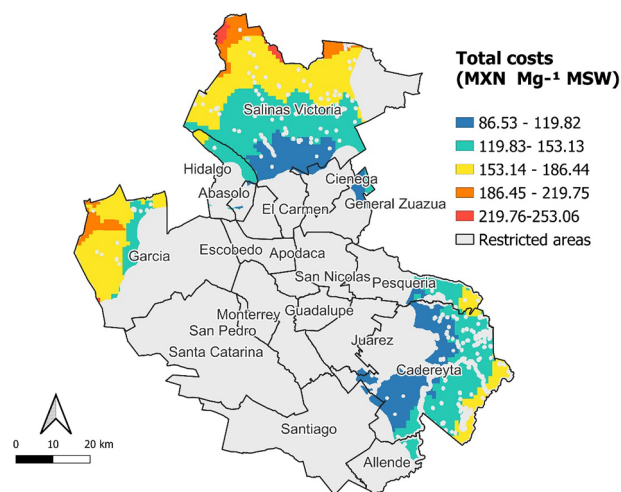 Total costs
(MXN Mg-¹ MSW)
86.53 - 119.82
119.83- 153.13
153.14 - 186.44
186.45 - 219.75
219.76-253.06
Restricted areas
Salinas Victoria
Hidalgo
Cienega
Abasolo
El Carmen
General Zuazua
Garcia
Escobedo
Apodaca
San Nicolas
Pesqueria
Monterrey
Guadalupe
San Pedro
Juarez
Santa Catarina
Cadereyta
Santiago
Allende
0 10 20 km